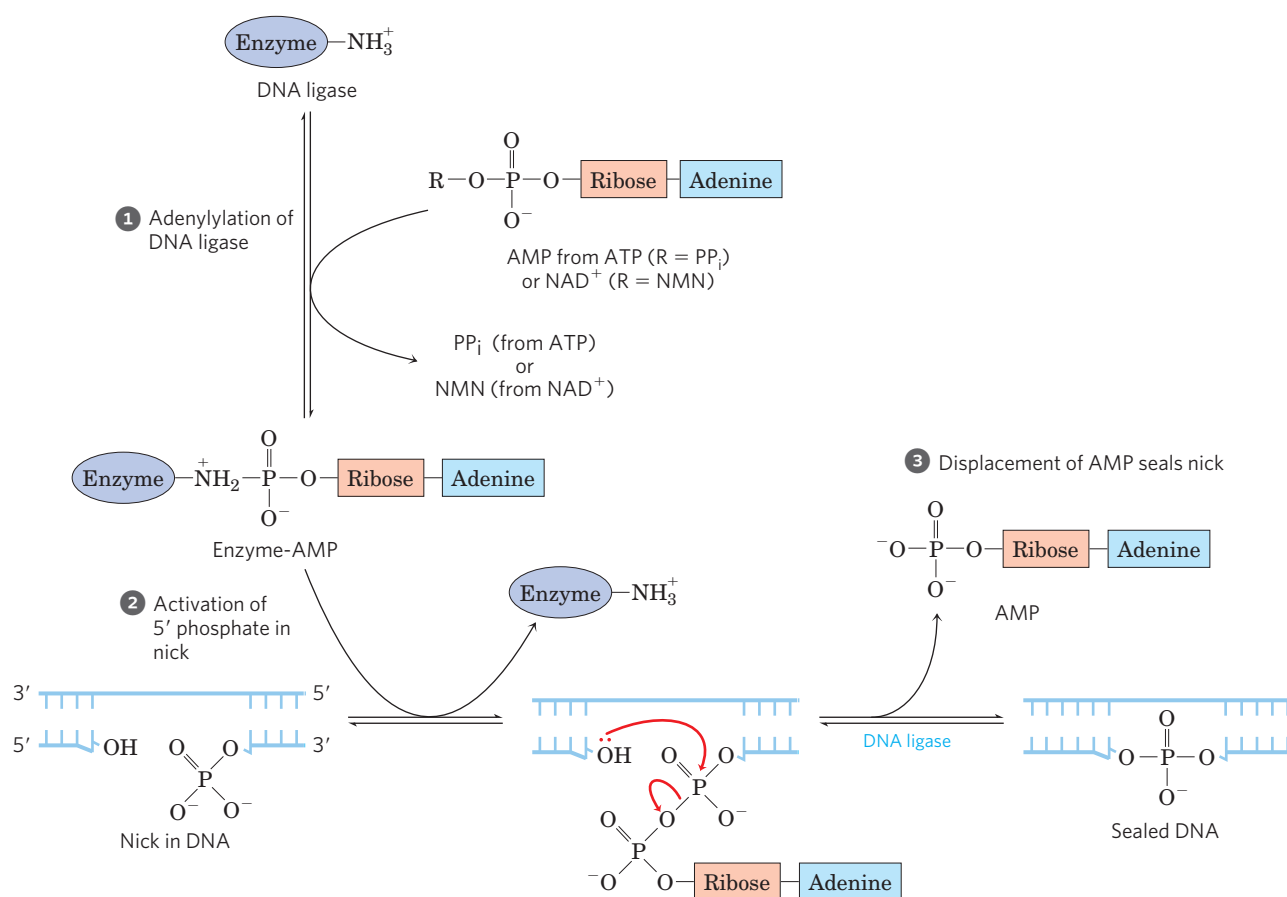 Enzyme NH3+
DNA ligase
O
R—O—P—O—Ribose Adenine
O−
1 Adenylylation of
DNA ligase
AMP from ATP (R = PPi)
or NAD+ (R = NMN)
PPi (from ATP)
or
NMN (from NAD+)
O
Enzyme—N+H2—P—O—Ribose Adenine
O−
Enzyme-AMP
3 Displacement of AMP seals nick
O
−O—P—O—Ribose Adenine
O−
AMP
2 Activation of
5′ phosphate in
nick
Enzyme NH3+
3′ 5′
5′ OH 3′
O O
P
O− O−
Nick in DNA
OH O O
P
O O O−
P
−O O—Ribose Adenine
DNA ligase
O
O—P—O
O−
Sealed DNA